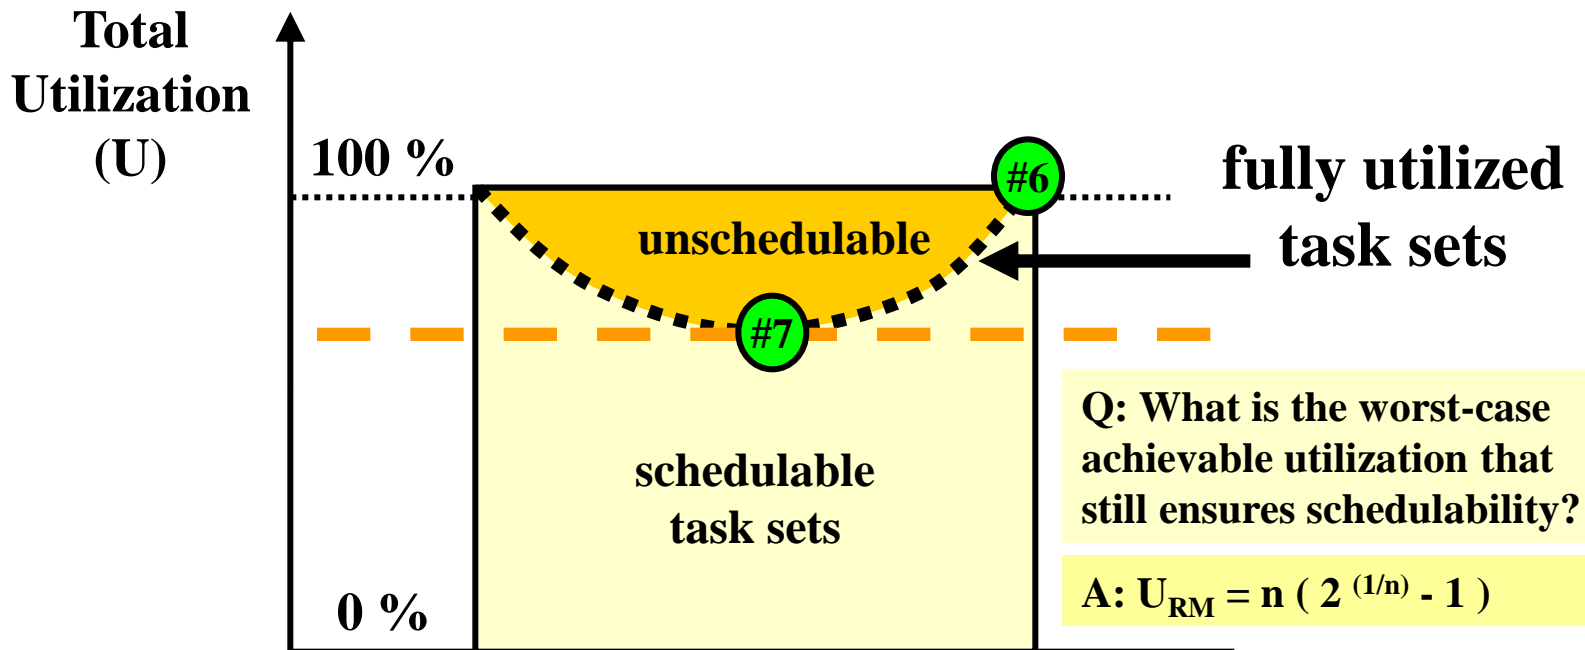 Total
Utilization
(U)
100 %
#6
fully utilized
task sets
unschedulable
#7
Q: What is the worst-case
achievable utilization that
still ensures schedulability?
schedulable
task sets
A: U_RM = n ( 2 ^(1/n) - 1 )
0 %